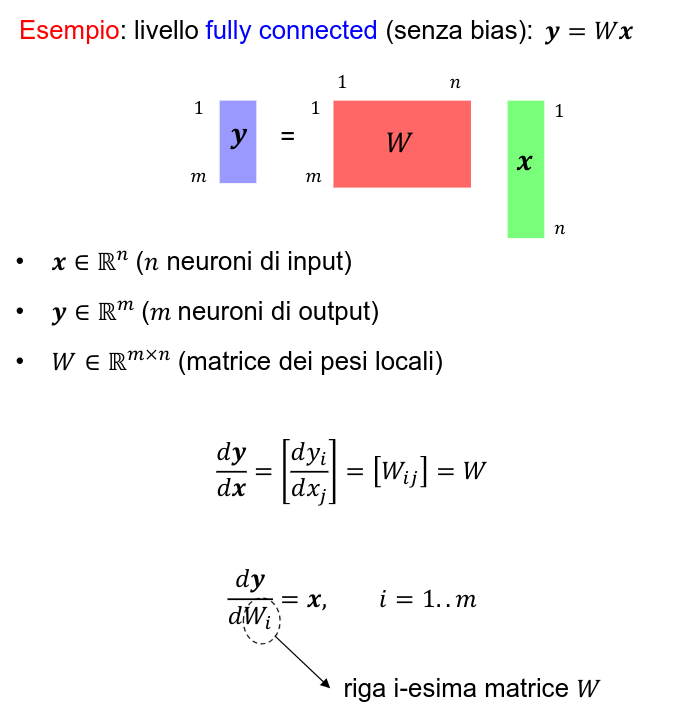 Esempio: livello fully connected (senza bias): 𝒚 = 𝑊𝒙
1 n
1 1 1
𝒚 = 𝑊 𝒙
m m
n
• 𝒙 ∈ ℝⁿ (n neuroni di input)
• 𝒚 ∈ ℝᵐ (m neuroni di output)
• 𝑊 ∈ ℝᵐˣⁿ (matrice dei pesi locali)
d𝒚/d𝒙 = [dyᵢ/dxⱼ] = [𝑊ᵢⱼ] = 𝑊
d𝒚/d𝑊ᵢ = 𝒙, i = 1..m
riga i-esima matrice 𝑊